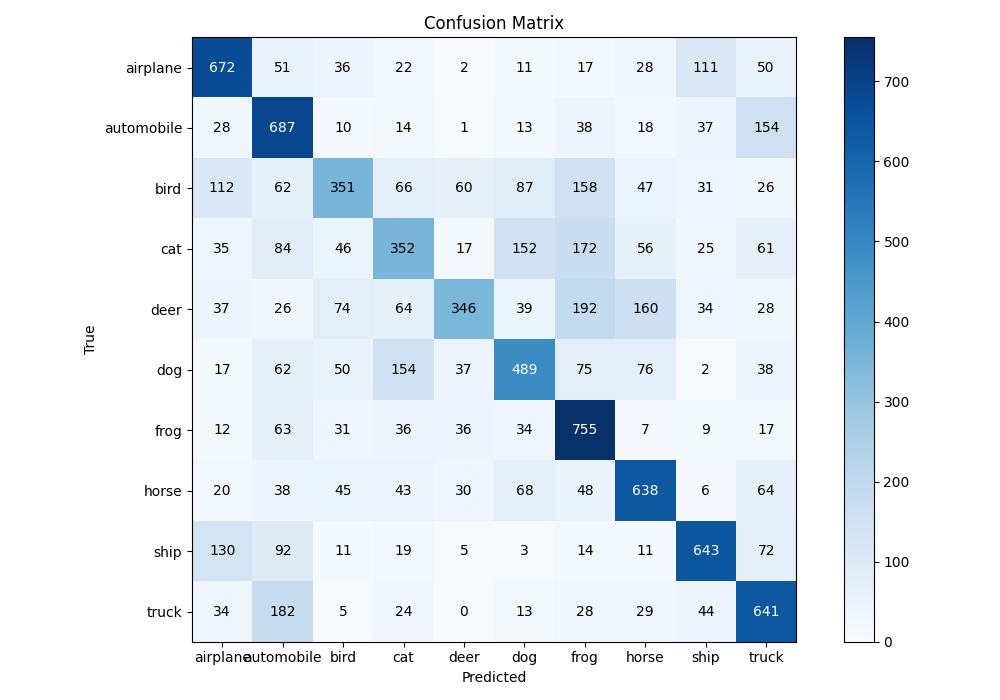 Confusion Matrix
True
airplane 672 51 36 22 2 11 17 28 111 50
automobile 28 687 10 14 1 13 38 18 37 154
bird 112 62 351 66 60 87 158 47 31 26
cat 35 84 46 352 17 152 172 56 25 61
deer 37 26 74 64 346 39 192 160 34 28
dog 17 62 50 154 37 489 75 76 2 38
frog 12 63 31 36 36 34 755 7 9 17
horse 20 38 45 43 30 68 48 638 6 64
ship 130 92 11 19 5 3 14 11 643 72
truck 34 182 5 24 0 13 28 29 44 641
airplane automobile bird cat deer dog frog horse ship truck
Predicted
700
600
500
400
300
200
100
0